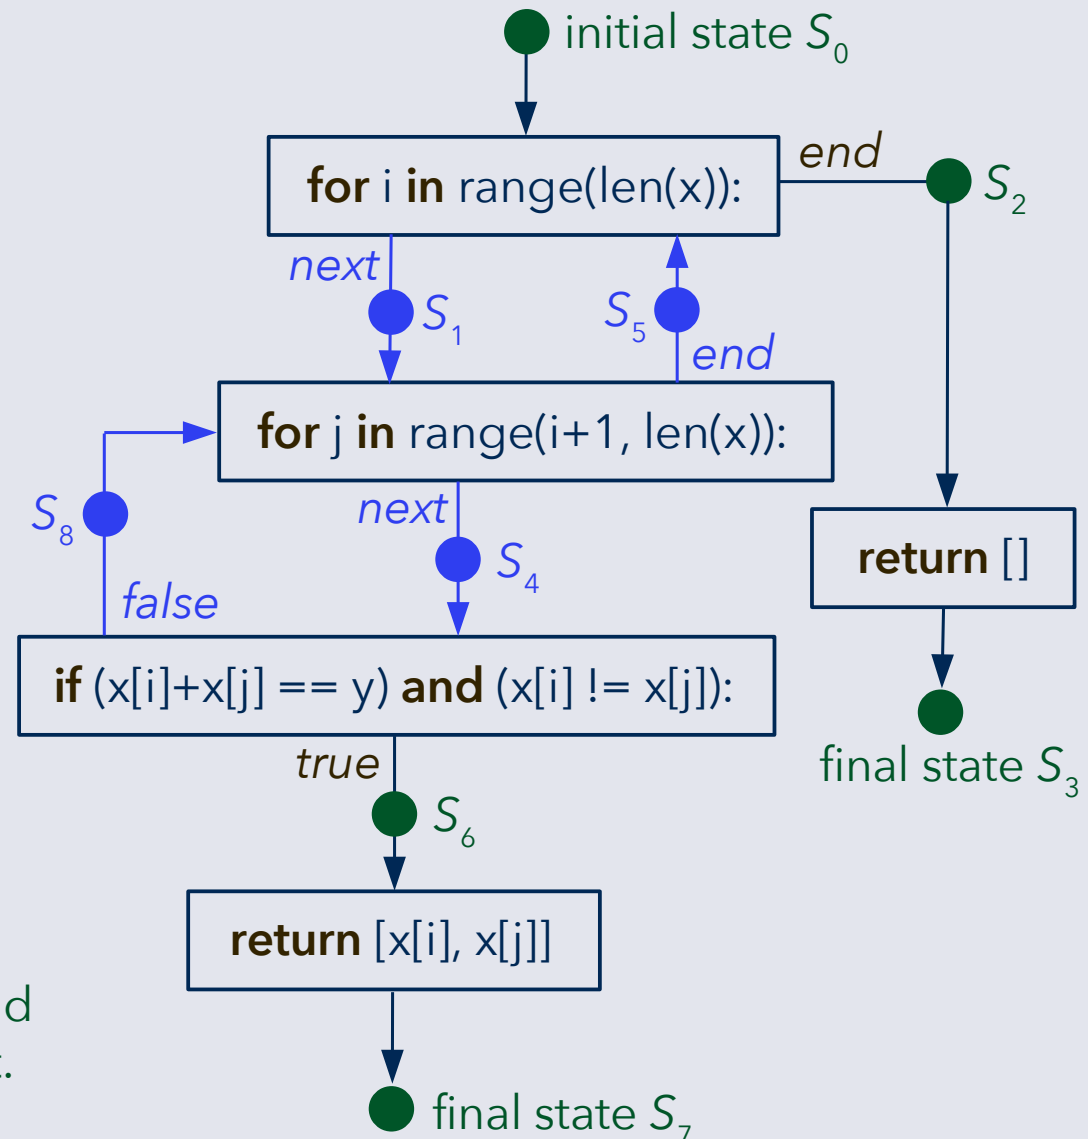 initial state S₀
for i in range(len(x)):
end
S₂
next
S₁
S₅
end
for j in range(i+1, len(x)):
S₈
false
next
S₄
return []
if (x[i]+x[j] == y) and (x[i] != x[j]):
final state S₃
true
S₆
return [x[i], x[j]]
final state S₇